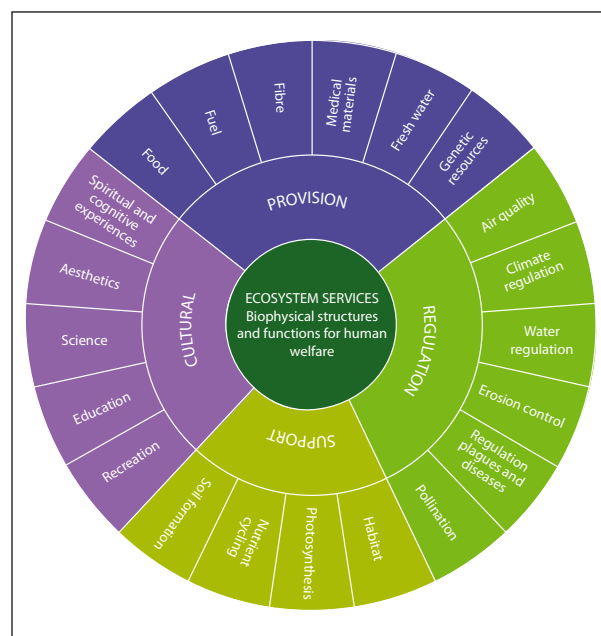 ECOSYSTEM SERVICES
Biophysical structures
and functions for human
welfare
PROVISION
Food
Fuel
Fibre
Medical
materials
Fresh water
Genetic
resources
REGULATION
Air quality
Climate
regulation
Water
regulation
Erosion control
Regulation
plagues and
diseases
Pollination
SUPPORT
Habitat
Photosynthesis
Nutrient
cycling
Soil formation
CULTURAL
Recreation
Education
Science
Aesthetics
Spiritual and
cognitive
experiences